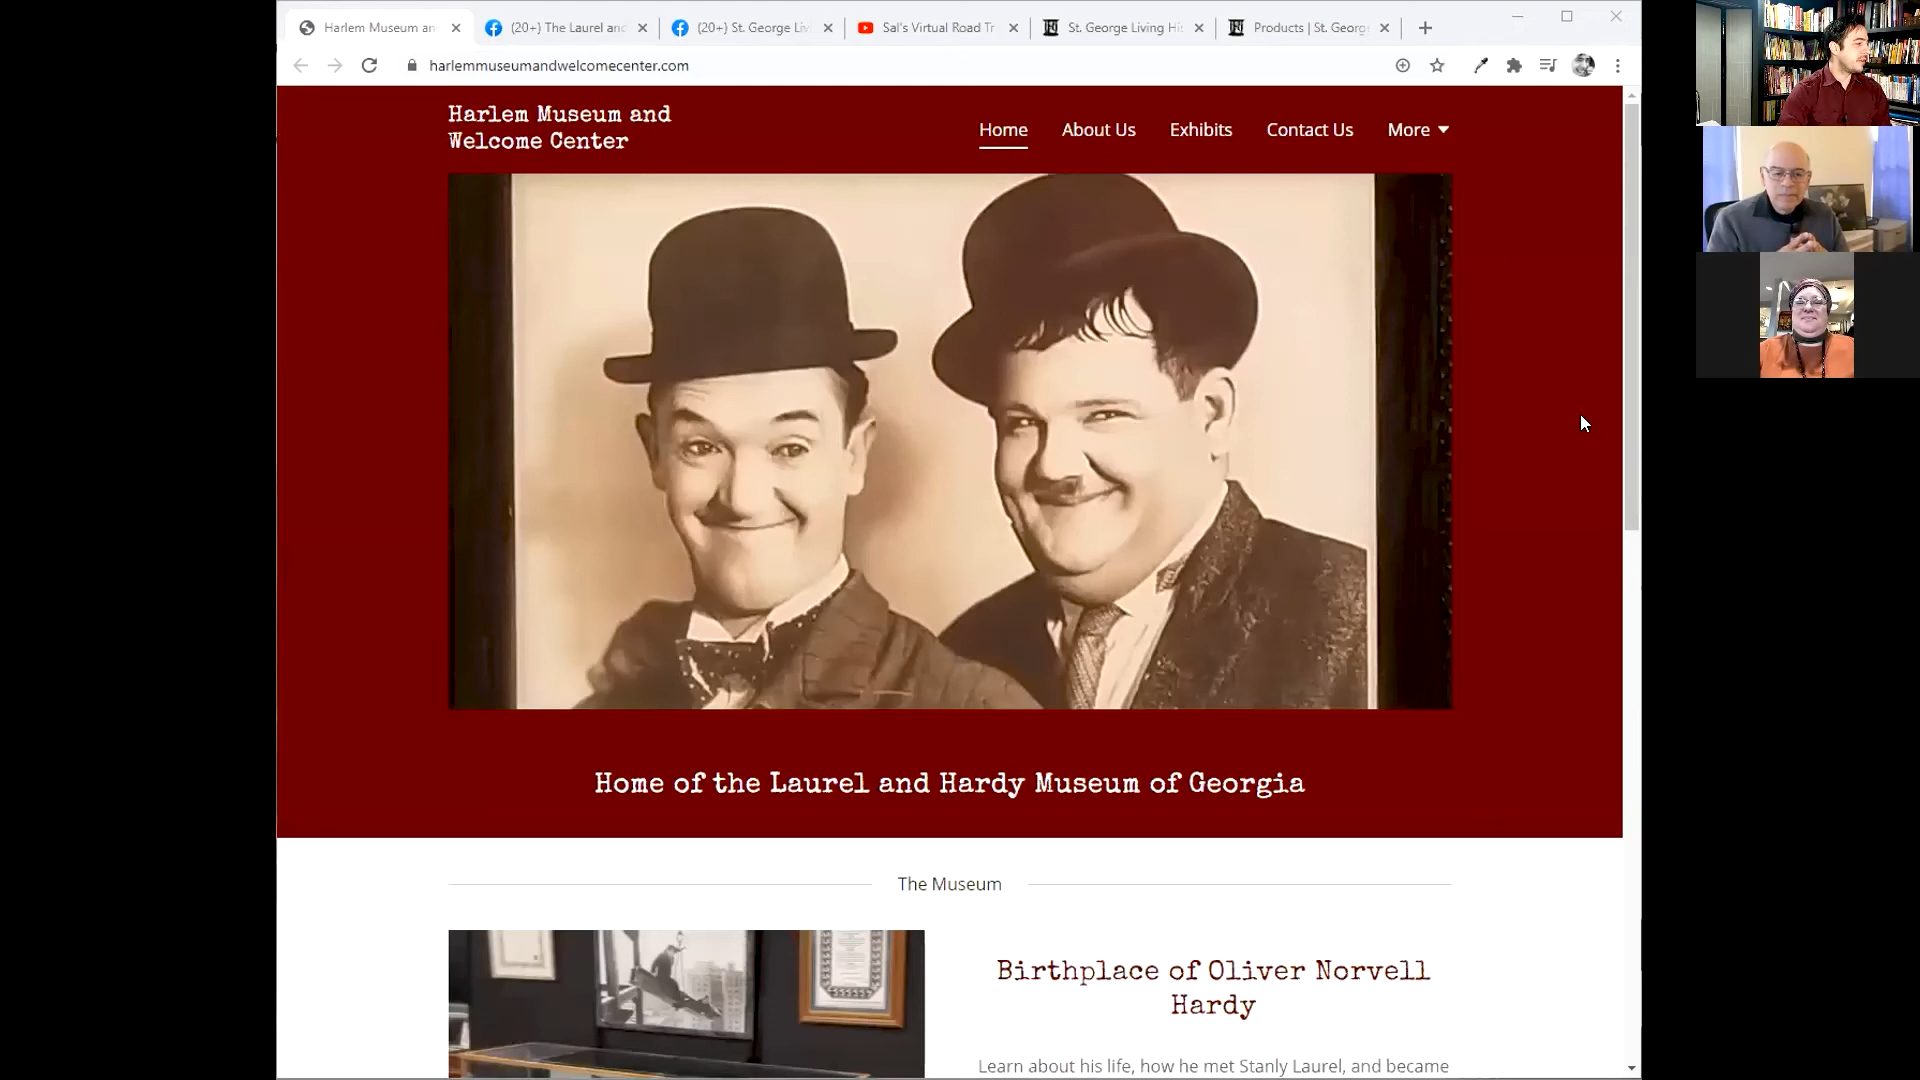 Harlem Museum an
(20+) The Laurel and
(20+) St. George Liv
Sal's Virtual Road Tr
St. George Living His
Products | St. George
harlemmuseumandwelcomecenter.com
Harlem Museum and
Welcome Center
Home
About Us
Exhibits
Contact Us
More
Home of the Laurel and Hardy Museum of Georgia
The Museum
Birthplace of Oliver Norvell
Hardy
Learn about his life, how he met Stanly Laurel, and became